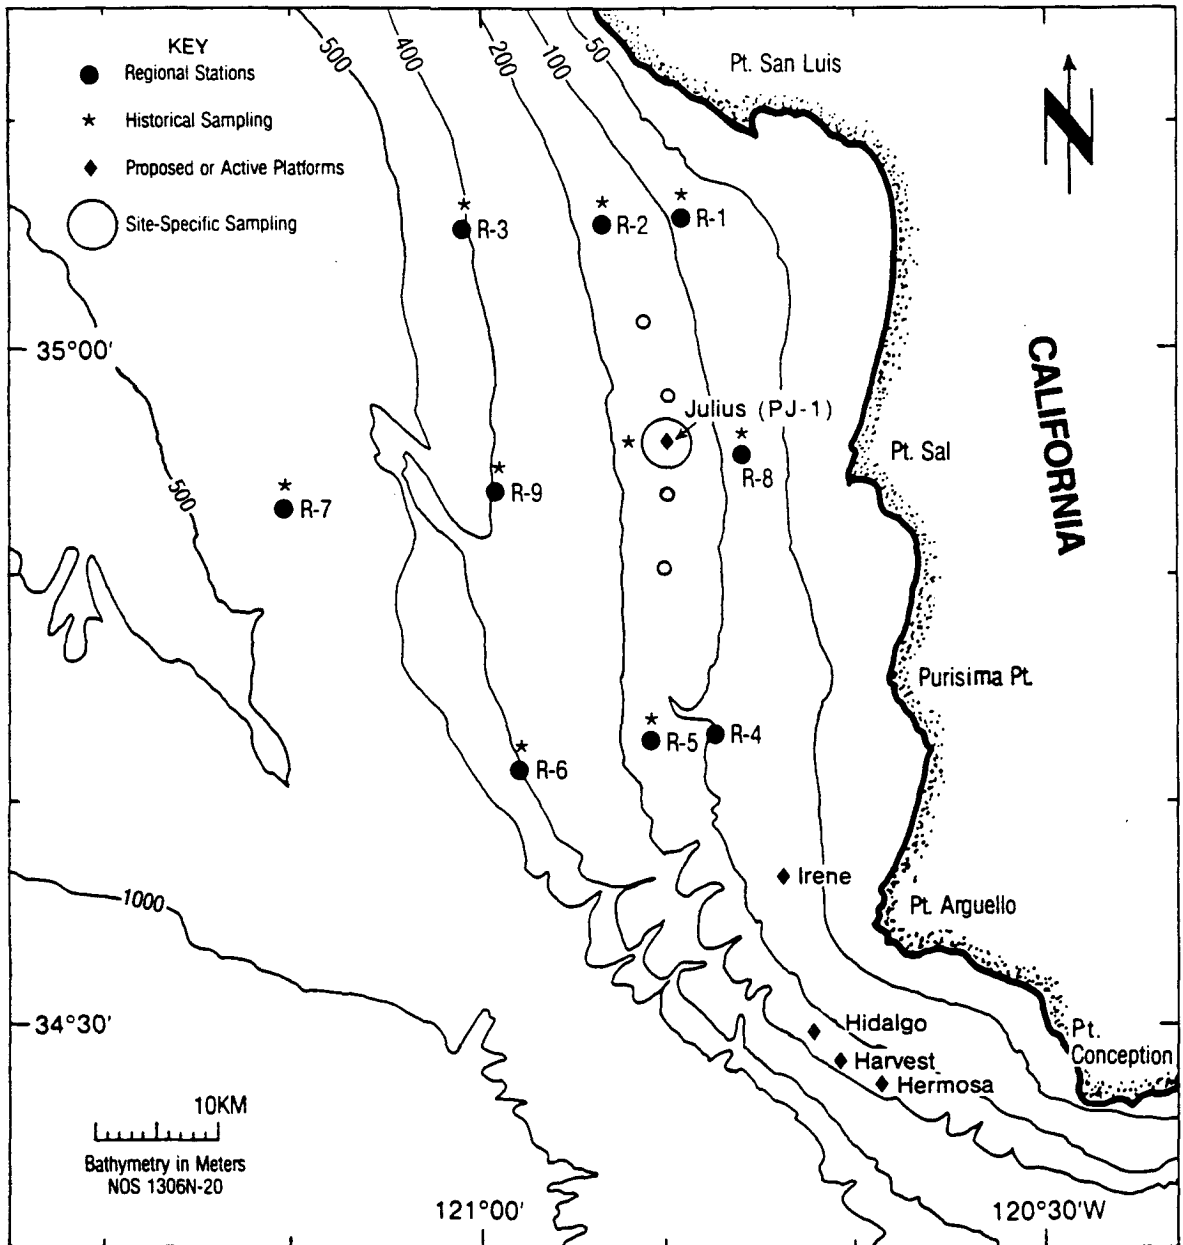 KEY
Regional Stations
* Historical Sampling
Proposed or Active Platforms
Site-Specific Sampling
500
400
200
100
50
Pt. San Luis
N
R-3
R-2
R-1
35°00'
CALIFORNIA
Julius (PJ-1)
Pt. Sal
R-8
500
R-7
R-9
Purisima Pt.
R-5
R-4
R-6
Irene
1000
Pt. Arguello
34°30'
Hidalgo
Pt.
Conception
Harvest
Hermosa
10KM
Bathymetry in Meters
NOS 1306N-20
121°00'
120°30'W